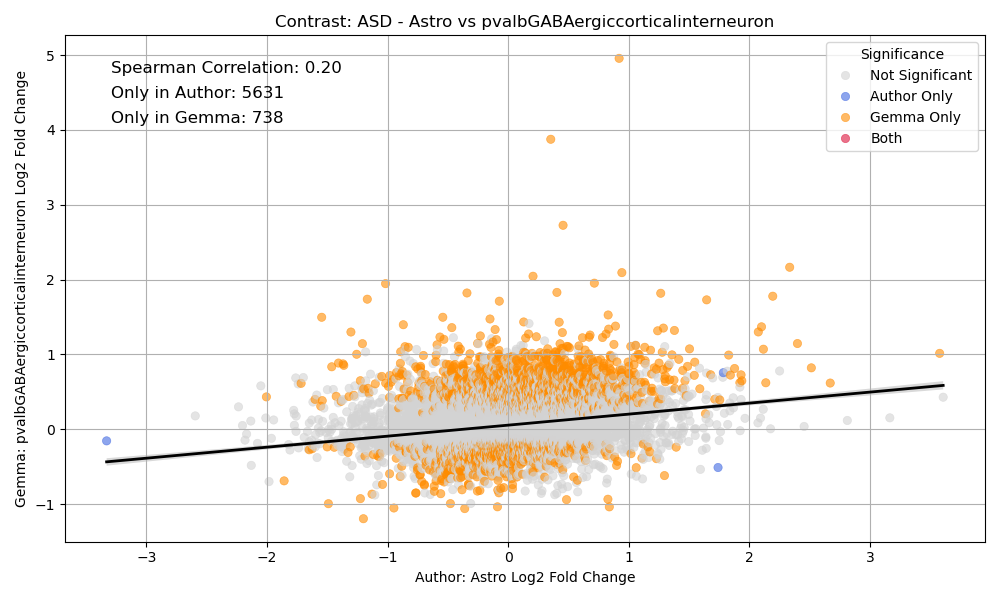 Contrast: ASD - Astro vs pvalbGABAergiccorticalinterneuron
Spearman Correlation: 0.20
Only in Author: 5631
Only in Gemma: 738
Significance
Not Significant
Author Only
Gemma Only
Both
Gemma: pvalbGABAergiccorticalinterneuron Log2 Fold Change
5
4
3
2
1
0
−1
−3
−2
−1
0
1
2
3
Author: Astro Log2 Fold Change